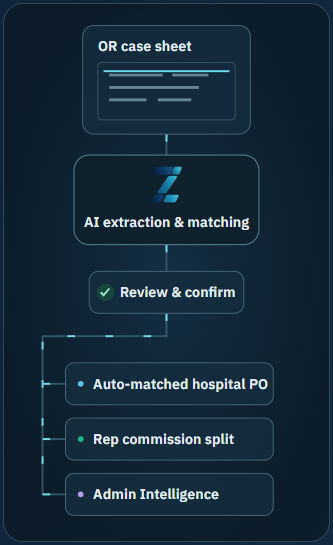 OR case sheet
AI extraction & matching
Review & confirm
Auto-matched hospital PO
Rep commission split
Admin Intelligence